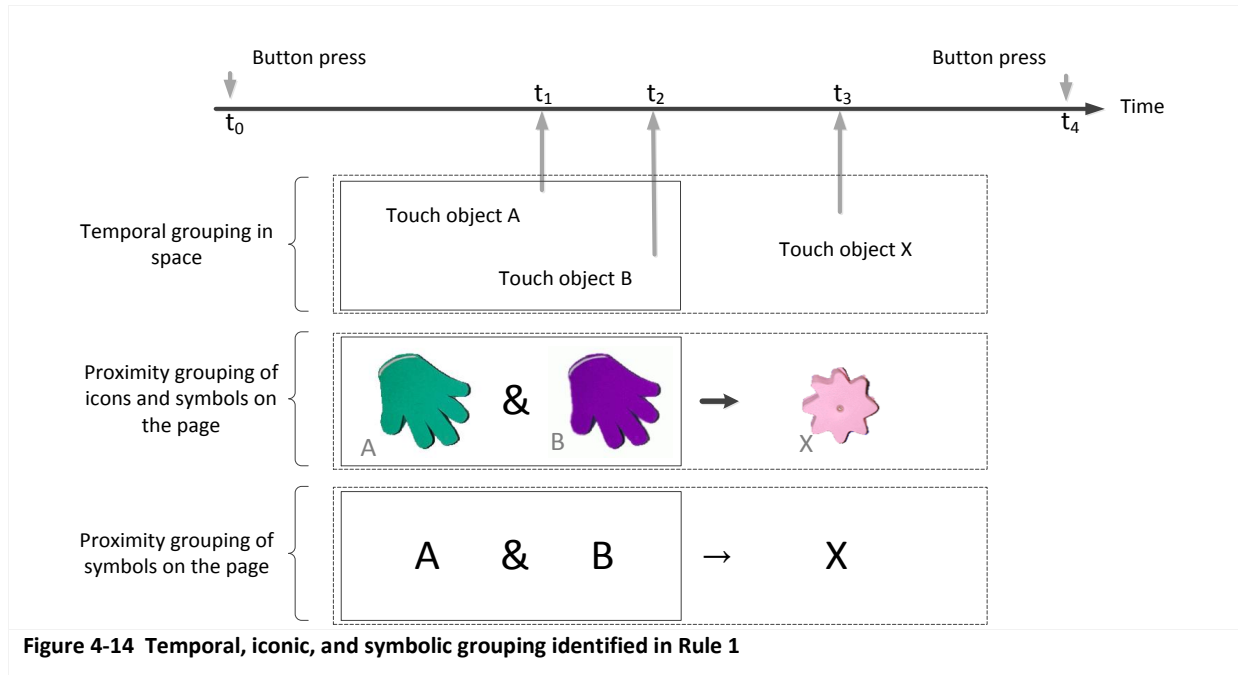 Button press
Button press
t₁
t₂
t₃
Time
t₀
t₄
Temporal grouping in
space
Touch object A
Touch object B
Touch object X
Proximity grouping of
icons and symbols on
the page
&
A
B
X
Proximity grouping of
symbols on the page
A & B → X
Figure 4-14 Temporal, iconic, and symbolic grouping identified in Rule 1